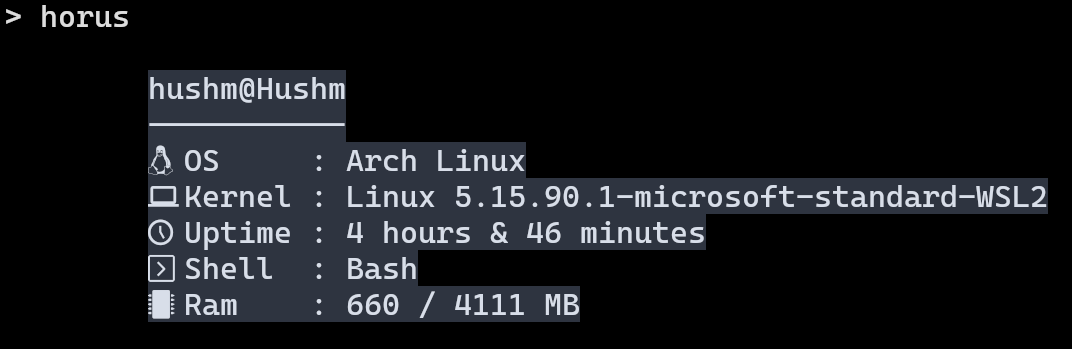 > horus
hushm@Hushm
OS : Arch Linux
Kernel : Linux 5.15.90.1-microsoft-standard-WSL2
Uptime : 4 hours & 46 minutes
Shell : Bash
Ram : 660 / 4111 MB